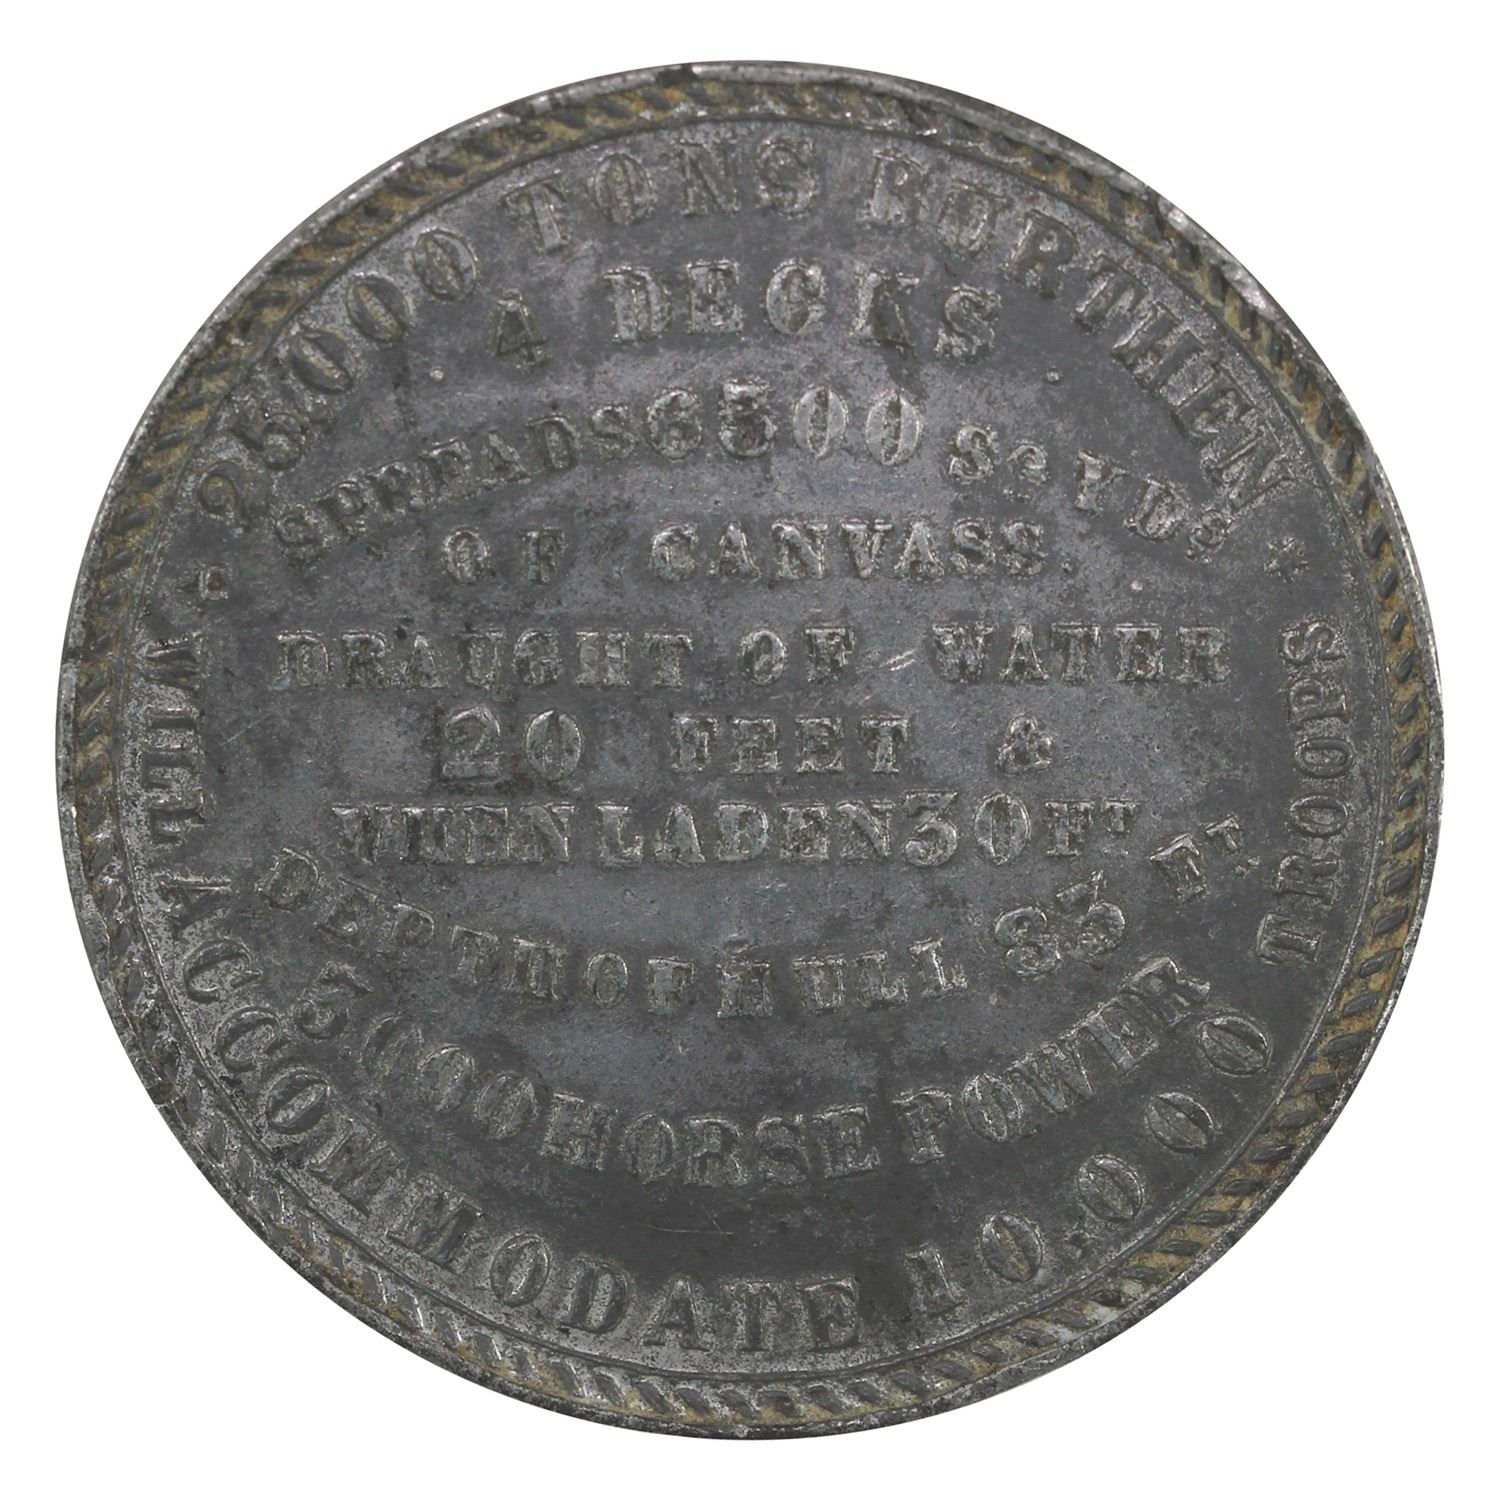 25,000 TONS BURTHEN
4 DECKS.
SPREADS 6500 Sq YDs
OF CANVASS.
DRAUGHT OF WATER
20 FEET &
WHEN LADEN 30 FT
DEPTH OF HULL 83 FT.
3000 HORSE POWER
WILL ACCOMMODATE 10,000 TROOPS